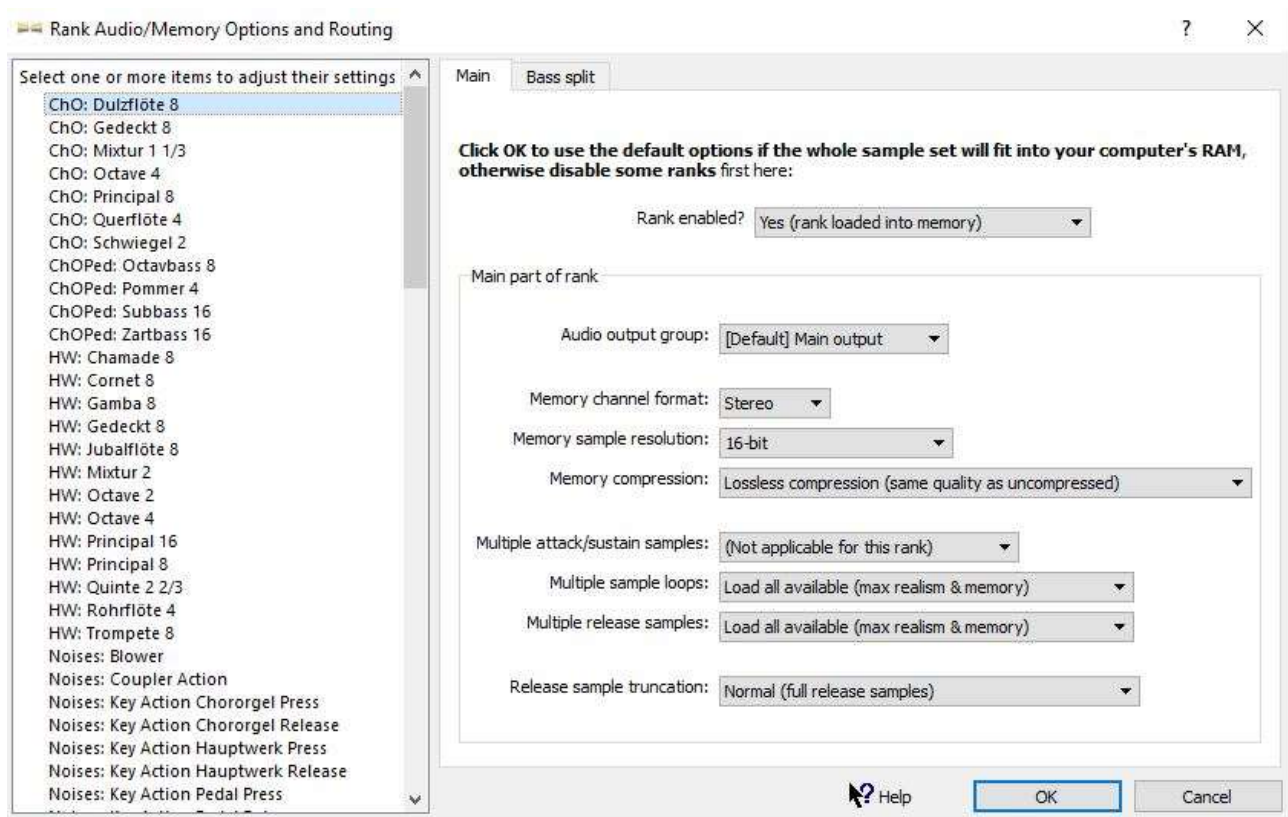 Rank Audio/Memory Options and Routing
?
Select one or more items to adjust their settings
ChO: Dulzflöte 8
ChO: Gedeckt 8
ChO: Mixtur 1 1/3
ChO: Octave 4
ChO: Principal 8
ChO: Querflöte 4
ChO: Schwiegel 2
ChOPed: Octavbass 8
ChOPed: Pommer 4
ChOPed: Subbass 16
ChOPed: Zartbass 16
HW: Chamade 8
HW: Cornet 8
HW: Gamba 8
HW: Gedeckt 8
HW: Jubalflöte 8
HW: Mixtur 2
HW: Octave 2
HW: Octave 4
HW: Principal 16
HW: Principal 8
HW: Quinte 2 2/3
HW: Rohrflöte 4
HW: Trompete 8
Noises: Blower
Noises: Coupler Action
Noises: Key Action Chororgel Press
Noises: Key Action Chororgel Release
Noises: Key Action Hauptwerk Press
Noises: Key Action Hauptwerk Release
Noises: Key Action Pedal Press
Main
Bass split
Click OK to use the default options if the whole sample set will fit into your computer's RAM,
otherwise disable some ranks first here:
Rank enabled? Yes (rank loaded into memory)
Main part of rank
Audio output group: [Default] Main output
Memory channel format: Stereo
Memory sample resolution: 16-bit
Memory compression: Lossless compression (same quality as uncompressed)
Multiple attack/sustain samples: (Not applicable for this rank)
Multiple sample loops: Load all available (max realism & memory)
Multiple release samples: Load all available (max realism & memory)
Release sample truncation: Normal (full release samples)
Help
OK
Cancel